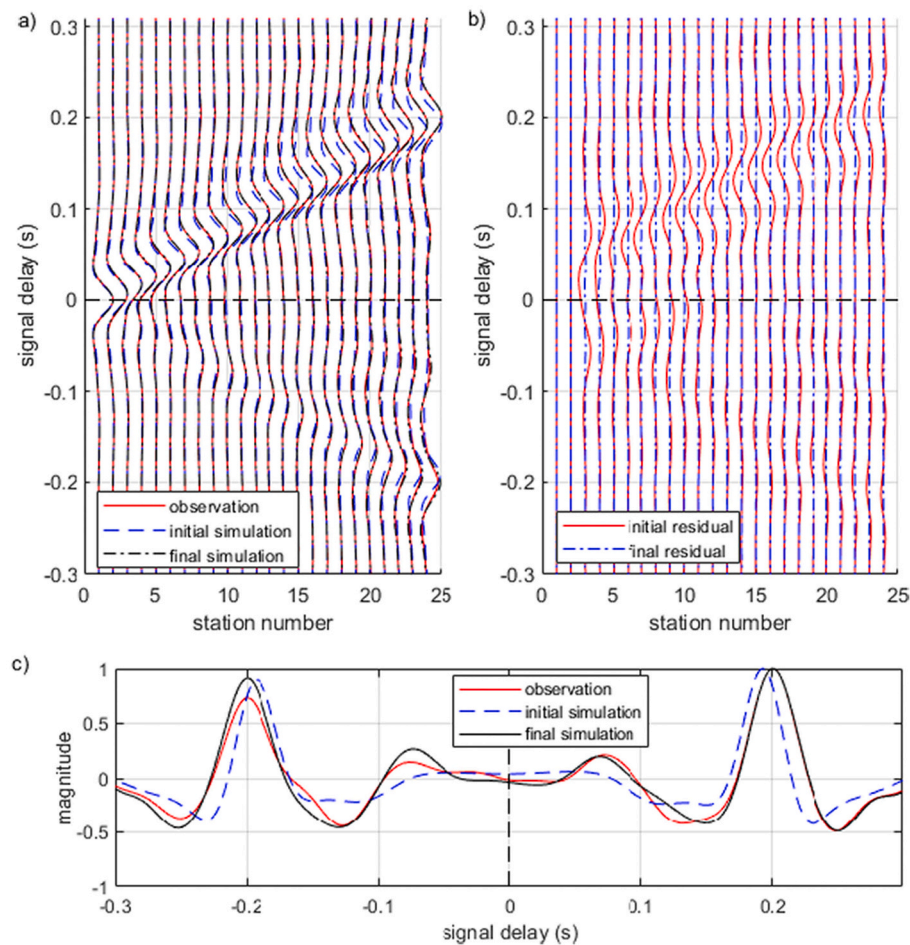 a)
0.3
0.2
0.1
0
-0.1
-0.2
-0.3
signal delay (s)
observation
initial simulation
final simulation
0 5 10 15 20 25
station number
b)
0.3
0.2
0.1
0
-0.1
-0.2
-0.3
signal delay (s)
initial residual
final residual
0 5 10 15 20 25
station number
c)
1
0.5
0
-0.5
-1
magnitude
observation
initial simulation
final simulation
-0.3 -0.2 -0.1 0 0.1 0.2
signal delay (s)